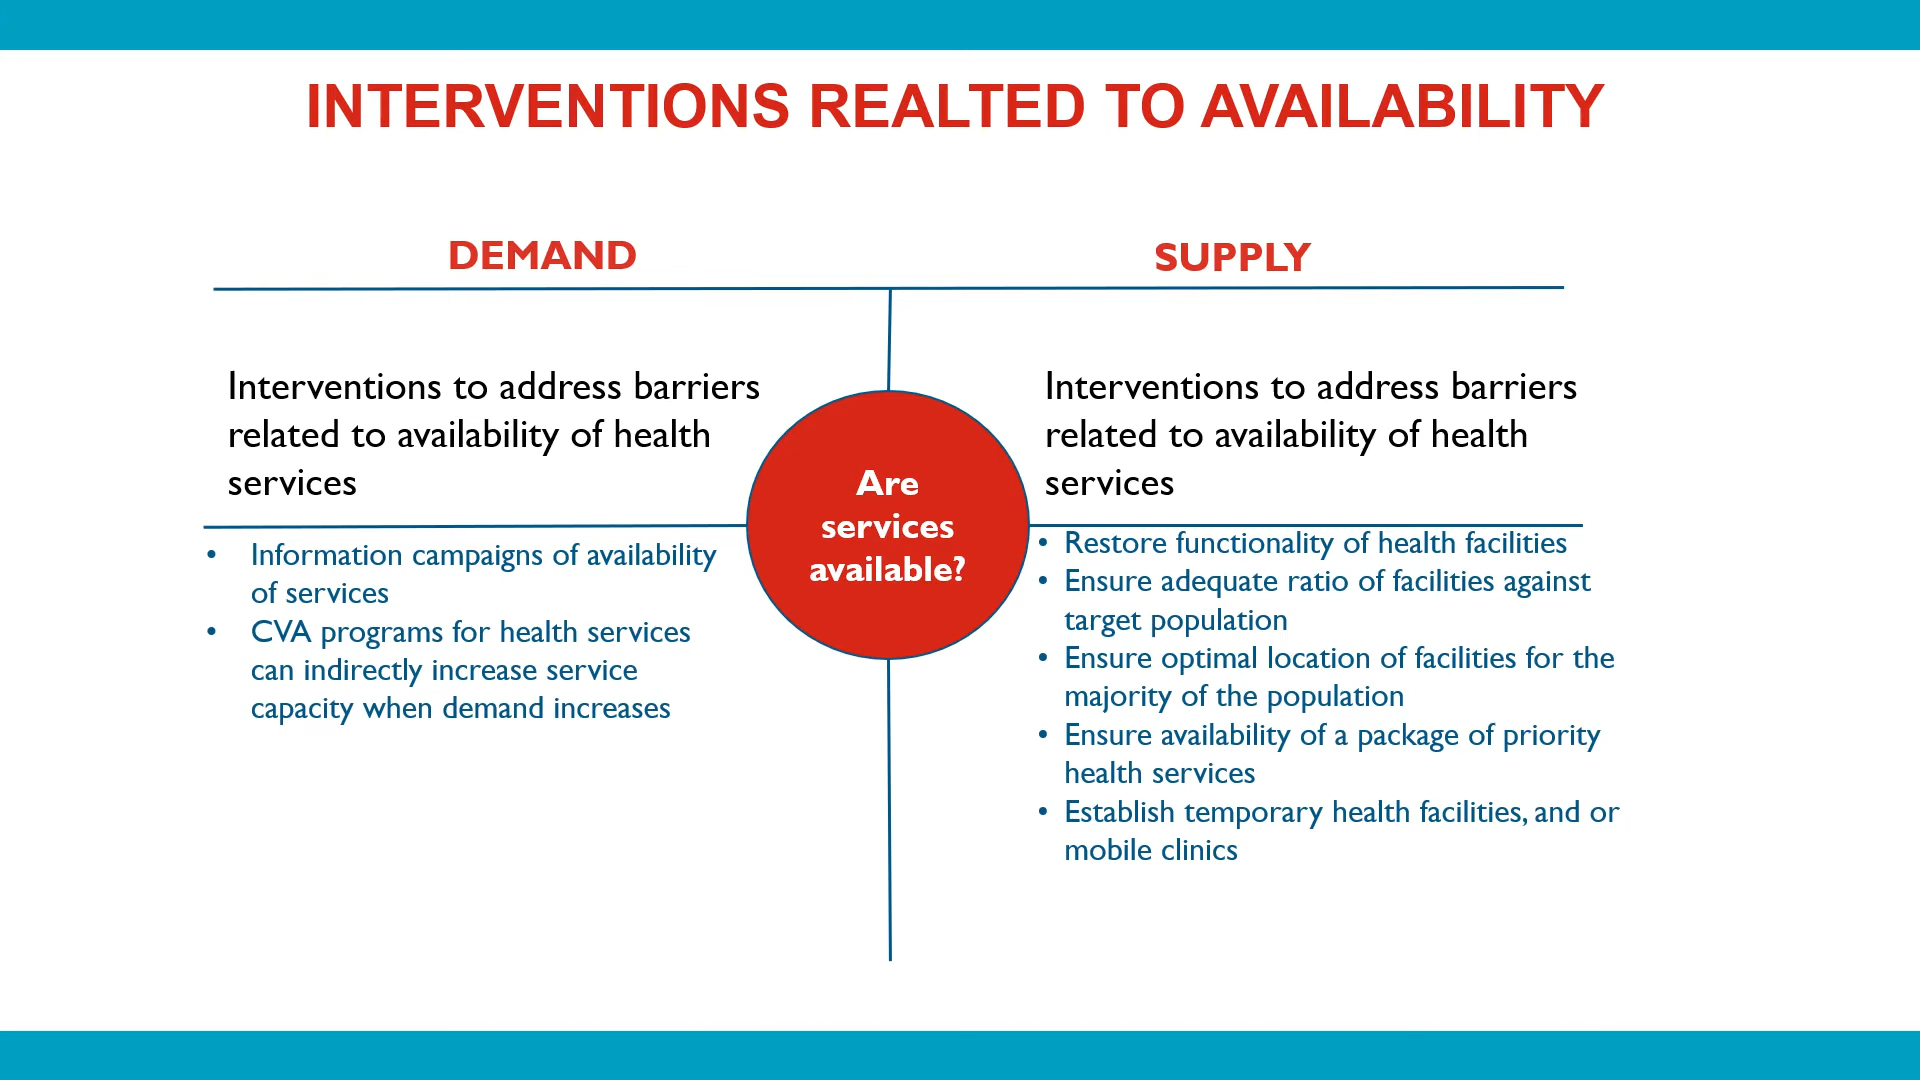 INTERVENTIONS REALTED TO AVAILABILITY
DEMAND
Interventions to address barriers
related to availability of health
services
• Information campaigns of availability
of services
• CVA programs for health services
can indirectly increase service
capacity when demand increases
Are
services
available?
SUPPLY
Interventions to address barriers
related to availability of health
services
• Restore functionality of health facilities
• Ensure adequate ratio of facilities against
target population
• Ensure optimal location of facilities for the
majority of the population
• Ensure availability of a package of priority
health services
• Establish temporary health facilities, and or
mobile clinics